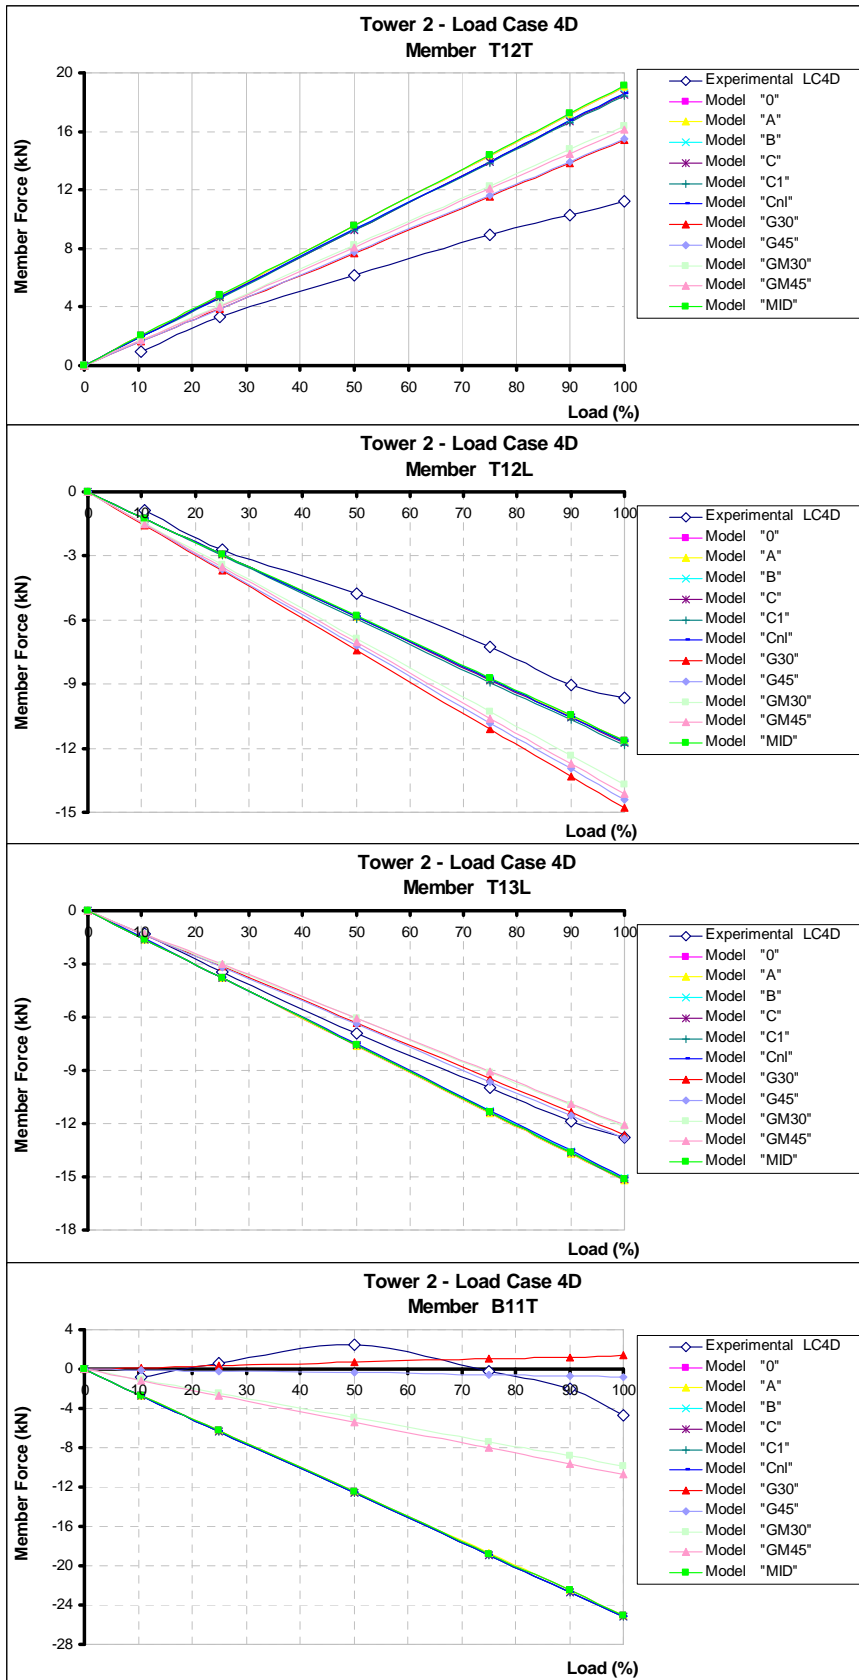 Tower 2 - Load Case 4D
Member T12T
20
16
12
8
4
0
0 10 20 30 40 50 60 70 80 90 100
Member Force (kN)
Load (%)
Experimental LC4D
Model "0"
Model "A"
Model "B"
Model "C"
Model "C1"
Model "Cnl"
Model "G30"
Model "G45"
Model "GM30"
Model "GM45"
Model "MID"
Tower 2 - Load Case 4D
Member T12L
0
0 10 20 30 40 50 60 70 80 90 100
-3
-6
-9
-12
-15
Member Force (kN)
Load (%)
Experimental LC4D
Model "0"
Model "A"
Model "B"
Model "C"
Model "C1"
Model "Cnl"
Model "G30"
Model "G45"
Model "GM30"
Model "GM45"
Model "MID"
Tower 2 - Load Case 4D
Member T13L
0
0 10 20 30 40 50 60 70 80 90 100
-3
-6
-9
-12
-15
-18
Member Force (kN)
Load (%)
Experimental LC4D
Model "0"
Model "A"
Model "B"
Model "C"
Model "C1"
Model "Cnl"
Model "G30"
Model "G45"
Model "GM30"
Model "GM45"
Model "MID"
Tower 2 - Load Case 4D
Member B11T
4
0
0 10 20 30 40 50 60 70 80 90 100
-4
-8
-12
-16
-20
-24
-28
Member Force (kN)
Load (%)
Experimental LC4D
Model "0"
Model "A"
Model "B"
Model "C"
Model "C1"
Model "Cnl"
Model "G30"
Model "G45"
Model "GM30"
Model "GM45"
Model "MID"